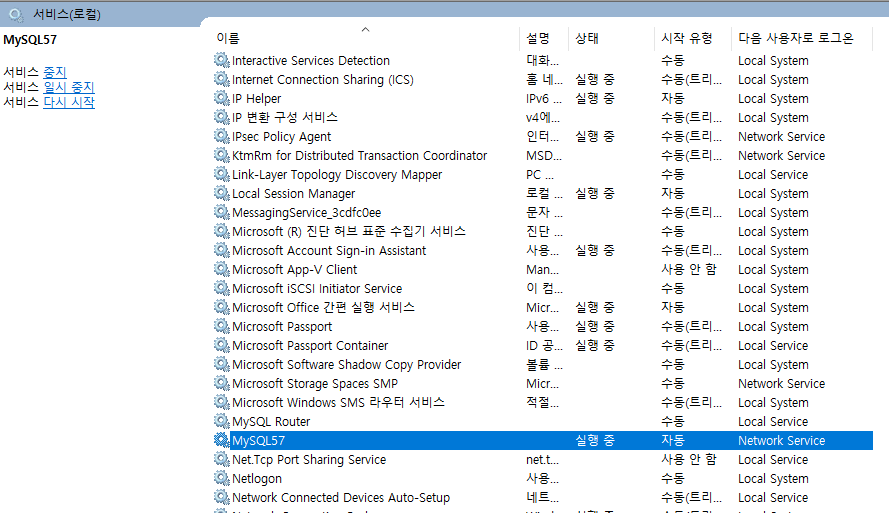 서비스(로컬)
MySQL57
서비스 중지
서비스 일시 중지
서비스 다시 시작
이름 설명 상태 시작 유형 다음 사용자로 로그온
Interactive Services Detection 대화... 수동 Local System
Internet Connection Sharing (ICS) 홈 네... 실행 중 수동(트리... Local System
IP Helper IPv6 ... 실행 중 자동 Local System
IP 변환 구성 서비스 v4에... 수동(트리... Local System
IPsec Policy Agent 인터... 실행 중 수동(트리... Network Service
KtmRm for Distributed Transaction Coordinator MSD... 수동(트리... Network Service
Link-Layer Topology Discovery Mapper PC ... 수동 Local Service
Local Session Manager 로컬 ... 실행 중 자동 Local System
MessagingService_3cdfc0ee 문자 ... 수동(트리... Local System
Microsoft (R) 진단 허브 표준 수집기 서비스 진단 ... 수동 Local System
Microsoft Account Sign-in Assistant 사용... 실행 중 수동(트리... Local System
Microsoft App-V Client Man... 사용 안 함 Local System
Microsoft iSCSI Initiator Service 이 컴... 수동 Local System
Microsoft Office 간편 실행 서비스 Micr... 실행 중 자동 Local System
Microsoft Passport 사용... 실행 중 수동(트리... Local System
Microsoft Passport Container ID 공... 실행 중 수동(트리... Local Service
Microsoft Software Shadow Copy Provider 볼륨 ... 수동 Local System
Microsoft Storage Spaces SMP Micr... 수동 Network Service
Microsoft Windows SMS 라우터 서비스 적절... 수동(트리... Local System
MySQL Router 수동 Local Service
MySQL57 실행 중 자동 Network Service
Net.Tcp Port Sharing Service net.t... 사용 안 함 Local Service
Netlogon 사용... 수동 Local System
Network Connected Devices Auto-Setup 네트... 수동(트리... Local Service